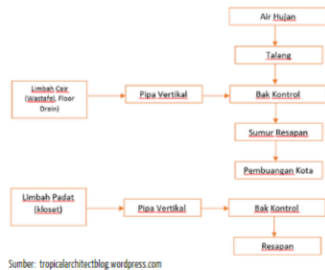 Air Hujan
Talang
Limbah Cair
(Wastafel, Floor
Drain)
Pipa Vertikal
Bak Kontrol
Sumur Resapan
Pembuangan Kota
Limbah Padat
(kloset)
Pipa Vertikal
Bak Kontrol
Resapan
Sumber: tropicalarchitectblog.wordpress.com